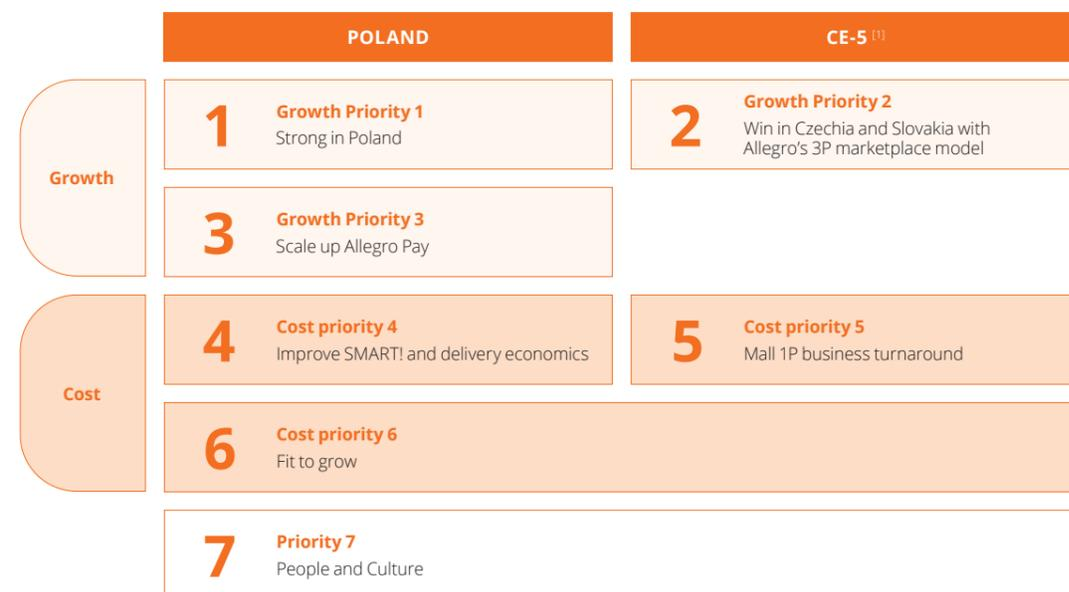 POLAND
CE-5 [1]
Growth
1
Growth Priority 1
Strong in Poland
2
Growth Priority 2
Win in Czechia and Slovakia with
Allegro’s 3P marketplace model
3
Growth Priority 3
Scale up Allegro Pay
Cost
4
Cost priority 4
Improve SMART! and delivery economics
5
Cost priority 5
Mall 1P business turnaround
6
Cost priority 6
Fit to grow
7
Priority 7
People and Culture